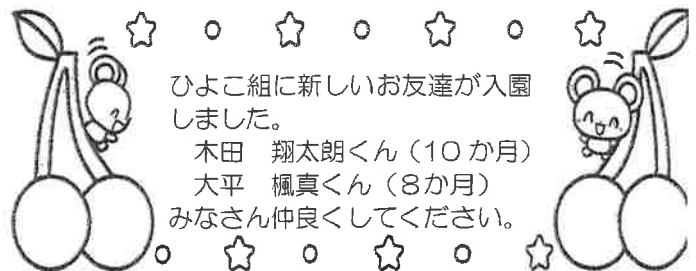 ひよこ組に新しいお友達が入園
しました。
木田　翔太朗くん（10か月）
大平　楓真くん（8か月）
みなさん仲良くしてください。